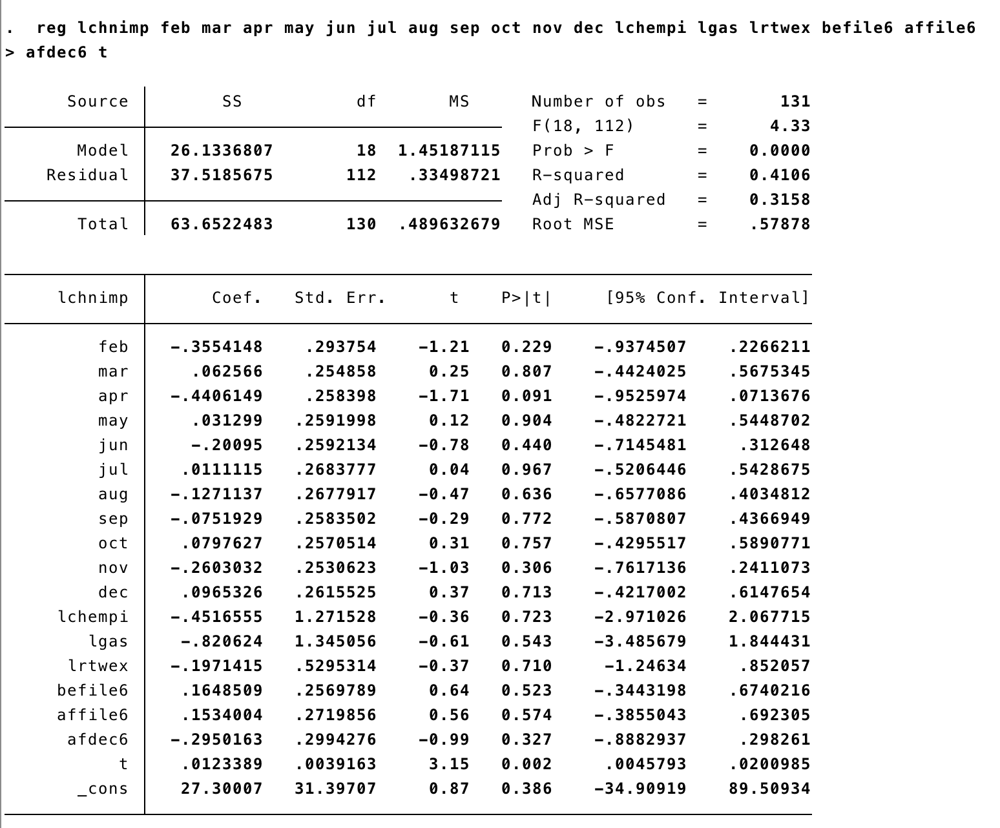 . reg lchnimp feb mar apr may jun jul aug sep oct nov dec lchempi lgas lrtwex befile6 affile6
> afdec6 t
Source SS df MS Number of obs = 131
F(18, 112) = 4.33
Model 26.1336807 18 1.45187115 Prob > F = 0.0000
Residual 37.5185675 112 .33498721 R-squared = 0.4106
Adj R-squared = 0.3158
Total 63.6522483 130 .489632679 Root MSE = .57878
lchnimp Coef. Std. Err. t P>|t| [95% Conf. Interval]
feb -.3554148 .293754 -1.21 0.229 -.9374507 .2266211
mar .062566 .254858 0.25 0.807 -.4424025 .5675345
apr -.4406149 .258398 -1.71 0.091 -.9525974 .0713676
may .031299 .2591998 0.12 0.904 -.4822721 .5448702
jun -.20095 .2592134 -0.78 0.440 -.7145481 .312648
jul .0111115 .2683777 0.04 0.967 -.5206446 .5428675
aug -.1271137 .2677917 -0.47 0.636 -.6577086 .4034812
sep -.0751929 .2583502 -0.29 0.772 -.5870807 .4366949
oct .0797627 .2570514 0.31 0.757 -.4295517 .5890771
nov -.2603032 .2530623 -1.03 0.306 -.7617136 .2411073
dec .0965326 .2615525 0.37 0.713 -.4217002 .6147654
lchempi -.4516555 1.271528 -0.36 0.723 -2.971026 2.067715
lgas -.820624 1.345056 -0.61 0.543 -3.485679 1.844431
lrtwex -.1971415 .5295314 -0.37 0.710 -1.24634 .852057
befile6 .1648509 .2569789 0.64 0.523 -.3443198 .6740216
affile6 .1534004 .2719856 0.56 0.574 -.3855043 .692305
afdec6 -.2950163 .2994276 -0.99 0.327 -.8882937 .298261
t .0123389 .0039163 3.15 0.002 .0045793 .0200985
_cons 27.30007 31.39707 0.87 0.386 -34.90919 89.50934